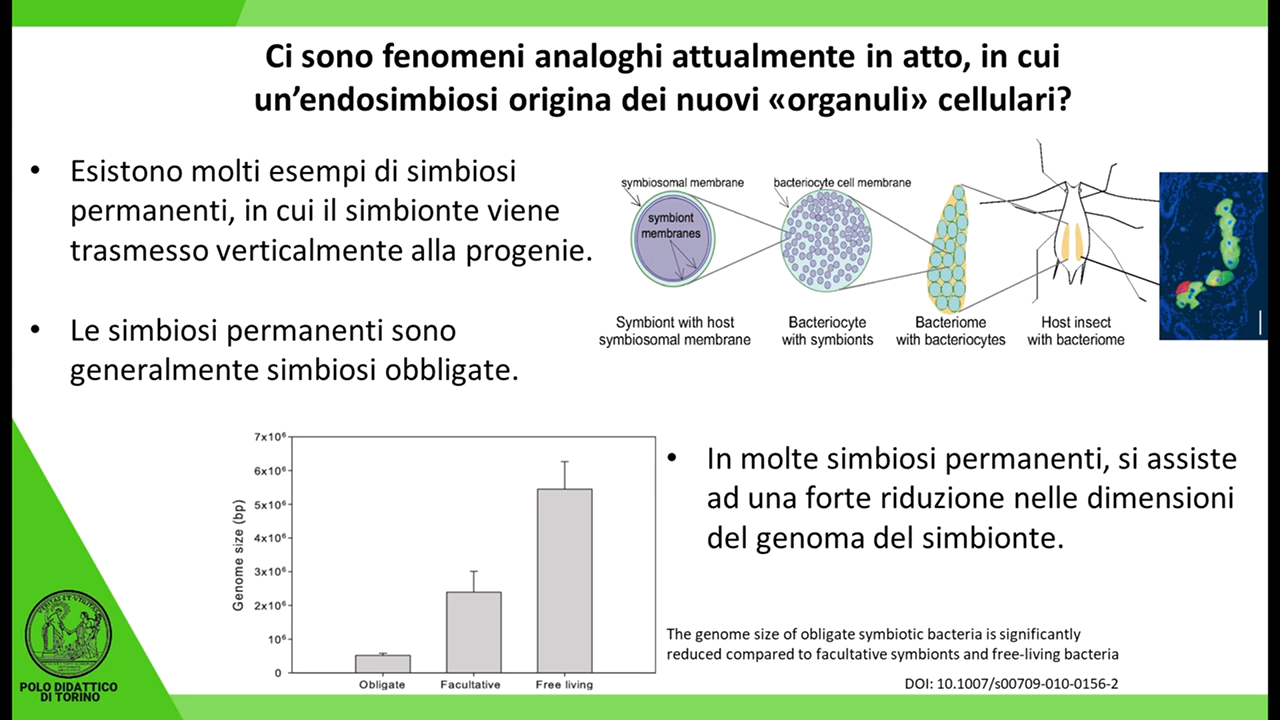 Ci sono fenomeni analoghi attualmente in atto, in cui
un’endosimbiosi origina dei nuovi «organuli» cellulari?
• Esistono molti esempi di simbiosi
permanenti, in cui il simbionte viene
trasmesso verticalmente alla progenie.
• Le simbiosi permanenti sono
generalmente simbiosi obbligate.
symbiosomal membrane
symbiont
membranes
Symbiont with host
symbiosomal membrane
bacteriocyte cell membrane
Bacteriocyte
with symbionts
Bacteriome
with bacteriocytes
Host insect
with bacteriome
Genome size (bp)
7x10⁶
6x10⁶
5x10⁶
4x10⁶
3x10⁶
2x10⁶
10⁶
0
Obligate
Facultative
Free living
• In molte simbiosi permanenti, si assiste
ad una forte riduzione nelle dimensioni
del genoma del simbionte.
The genome size of obligate symbiotic bacteria is significantly
reduced compared to facultative symbionts and free-living bacteria
DOI: 10.1007/s00709-010-0156-2
POLO DIDATTICO
DI TORINO